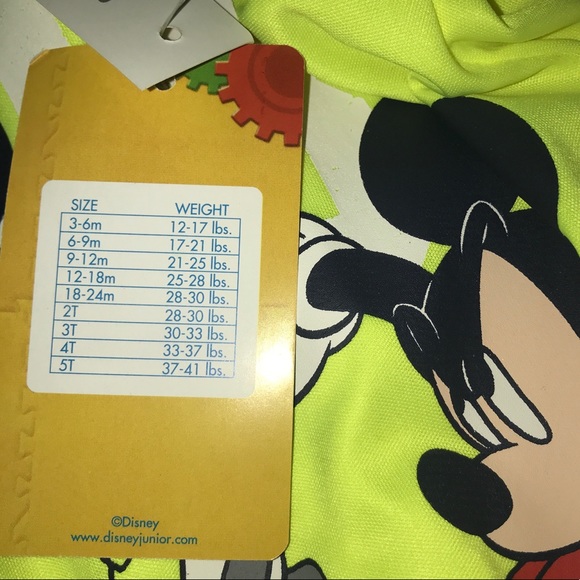 SIZE WEIGHT
3-6m 12-17 lbs.
6-9m 17-21 lbs.
9-12m 21-25 lbs.
12-18m 25-28 lbs.
18-24m 28-30 lbs.
2T 28-30 lbs.
3T 30-33 lbs.
4T 33-37 lbs.
5T 37-41 lbs.
©Disney
www.disneyjunior.com